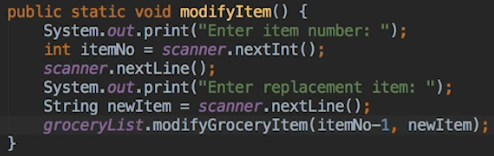 public static void modifyItem() {
    System.out.print("Enter item number: ");
    int itemNo = scanner.nextInt();
    scanner.nextLine();
    System.out.print("Enter replacement item: ");
    String newItem = scanner.nextLine();
    groceryList.modifyGroceryItem(itemNo-1, newItem);
}